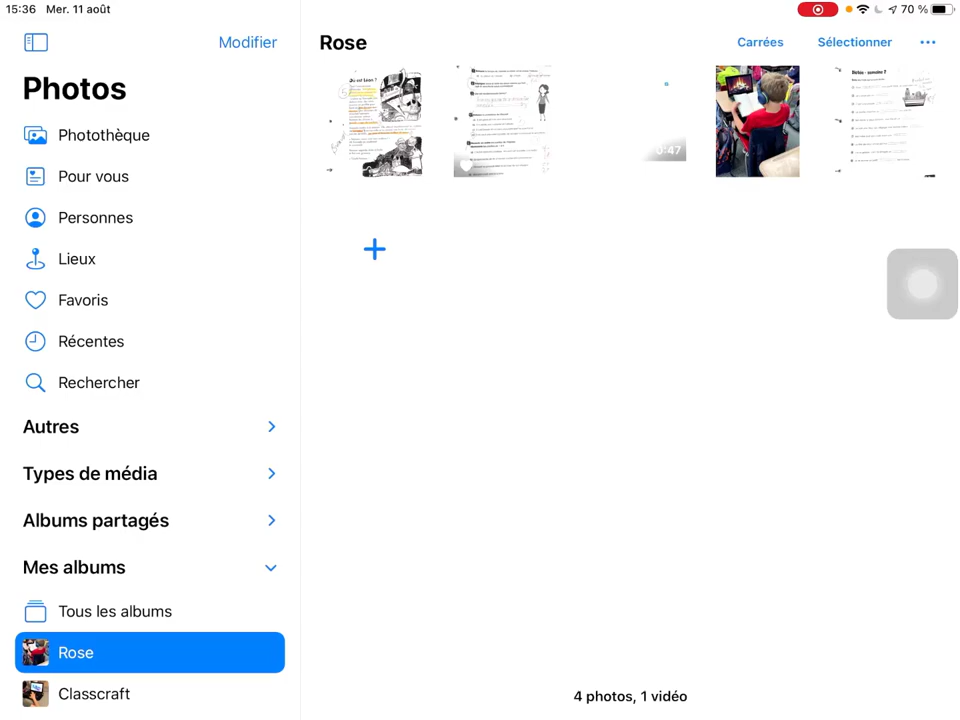 15:36 Mer. 11 août
70 %
Modifier
Photos
Photothèque
Pour vous
Personnes
Lieux
Favoris
Récentes
Rechercher
Autres
Types de média
Albums partagés
Mes albums
Tous les albums
Rose
Classcraft
Rose
Carrées
Sélectionner
0:47
4 photos, 1 vidéo